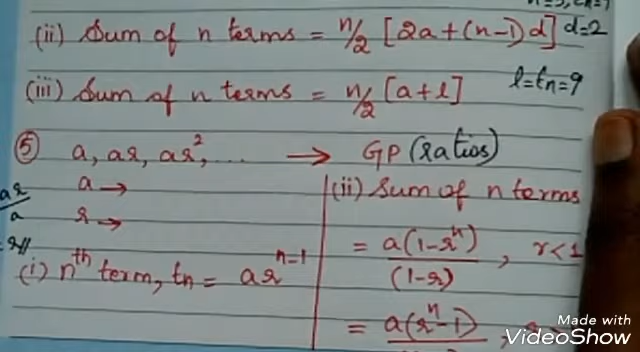 (ii) Sum of n terms = n/2 [2a+(n-1)d] d=2
(iii) Sum of n terms = n/2 [a+l] l=tn=9
⑤ a, ar, ar², ... → GP (ratios)
ar/a
a →
r →
= r//
(i) nth term, tn = ar^(n-1)
(ii) Sum of n terms
= a(1-r^n)/(1-r), r<1
= a(r^n-1)
Made with
VideoShow